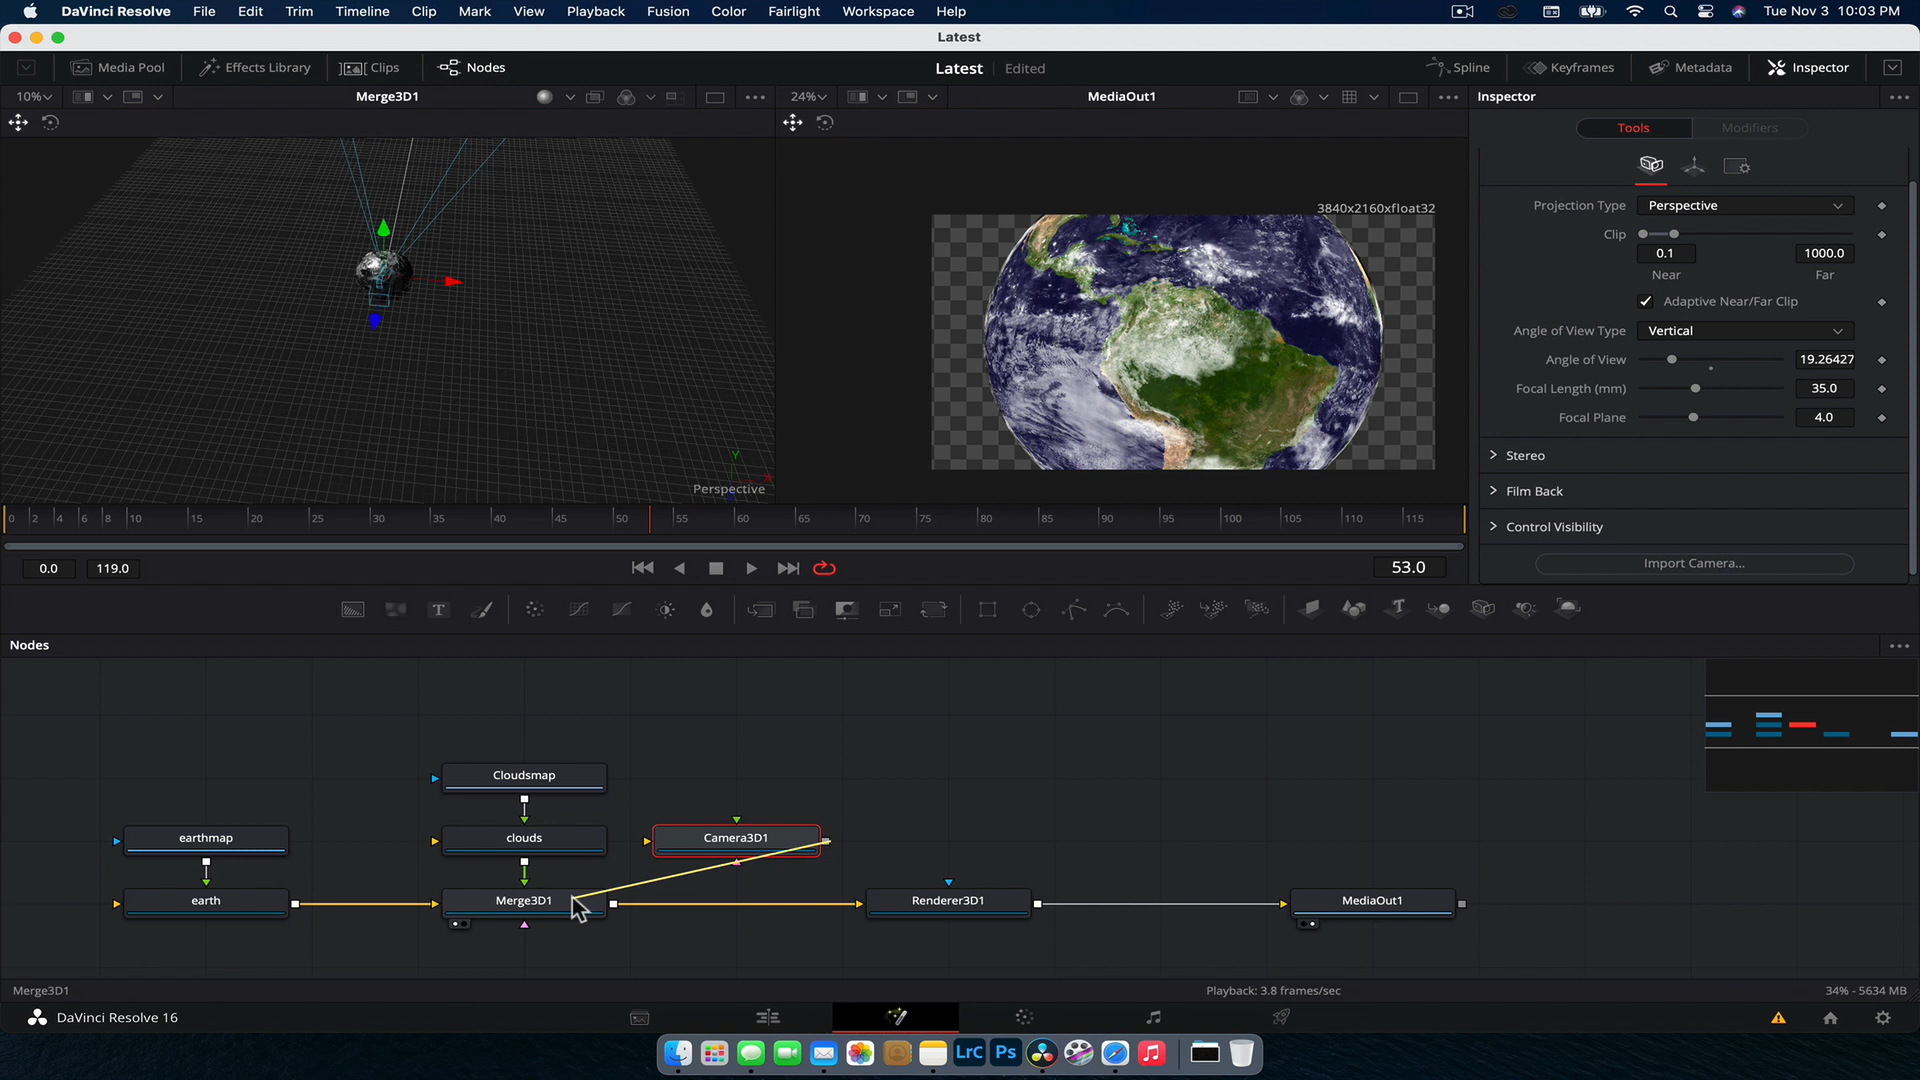 DaVinci Resolve File Edit Trim Timeline Clip Mark View Playback Fusion Color Fairlight Workspace Help Tue Nov 3 10:03 PM
Latest
Media Pool Effects Library Clips Nodes Latest Edited Spline Keyframes Metadata Inspector
10% Merge3D1 24% MediaOut1 Inspector
Tools Modifiers
3840x2160xfloat32
Projection Type Perspective
Clip
0.1 1000.0
Near Far
Adaptive Near/Far Clip
Angle of View Type Vertical
Angle of View 19.26427
Focal Length (mm) 35.0
Focal Plane 4.0
Stereo
Film Back
Control Visibility
Import Camera...
Y
X
Perspective
0 2 4 6 8 10 15 20 25 30 35 40 45 50 55 60 65 70 75 80 85 90 95 100 105 110 115
0.0 119.0 53.0
T T
Nodes
Cloudsmap
earthmap clouds Camera3D1
earth Merge3D1 Renderer3D1 MediaOut1
Merge3D1 Playback: 3.8 frames/sec 34% - 5634 MB
DaVinci Resolve 16
LrC Ps